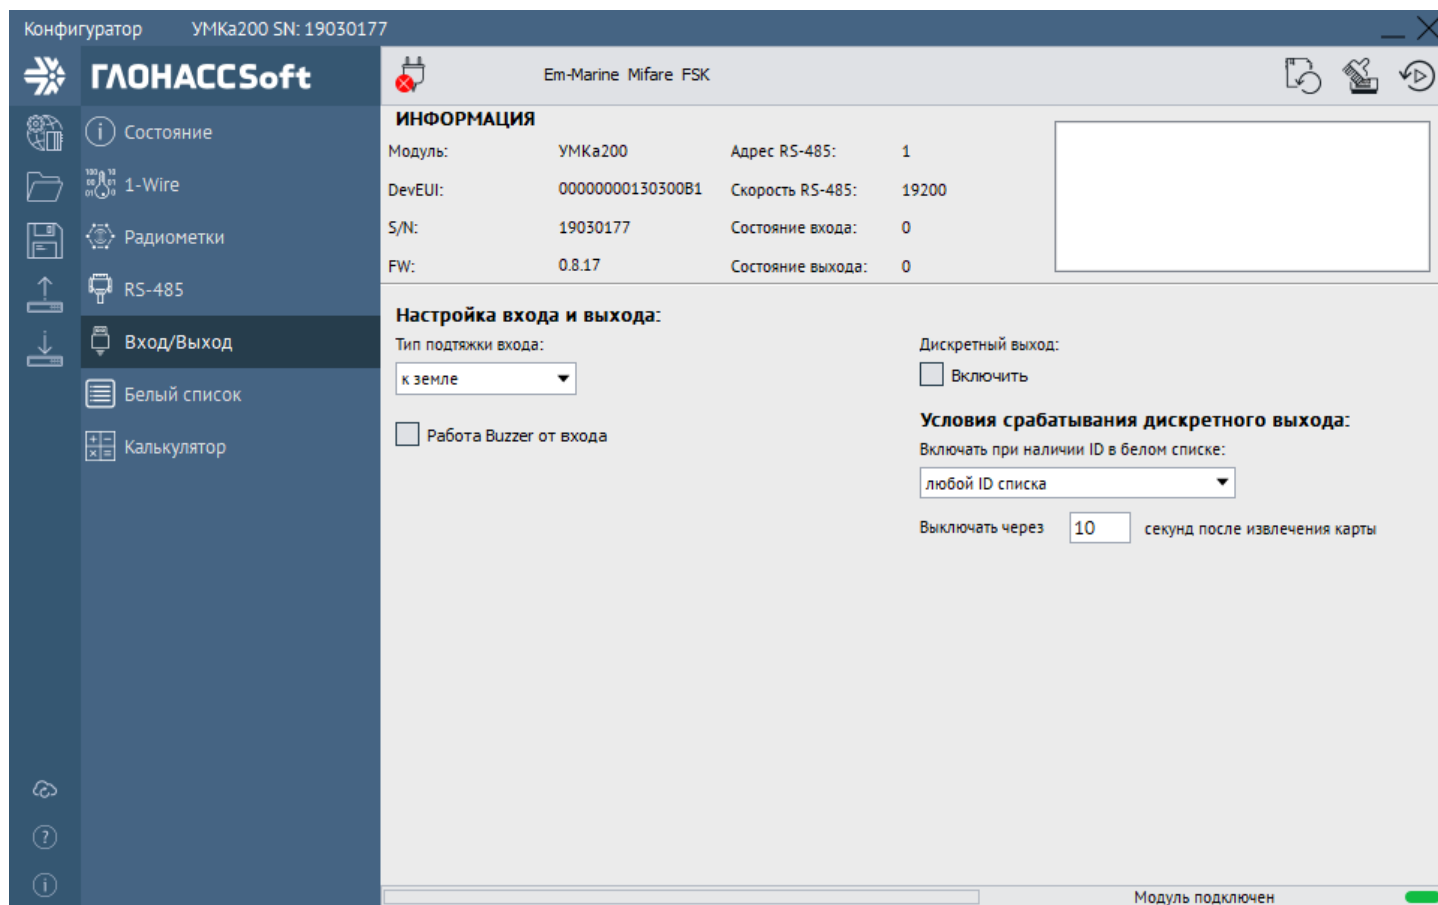 Конфигуратор УМКа200 SN: 19030177
ГЛОНАССSoft
Em-Marine Mifare FSK
Состояние
1-Wire
Радиометки
RS-485
Вход/Выход
Белый список
Калькулятор
ИНФОРМАЦИЯ
Модуль: УМКа200 Адрес RS-485: 1
DevEUI: 00000000130300B1 Скорость RS-485: 19200
S/N: 19030177 Состояние входа: 0
FW: 0.8.17 Состояние выхода: 0
Настройка входа и выхода:
Тип подтяжки входа:
к земле
Работа Buzzer от входа
Дискретный выход:
Включить
Условия срабатывания дискретного выхода:
Включать при наличии ID в белом списке:
любой ID списка
Выключать через 10 секунд после извлечения карты
Модуль подключен